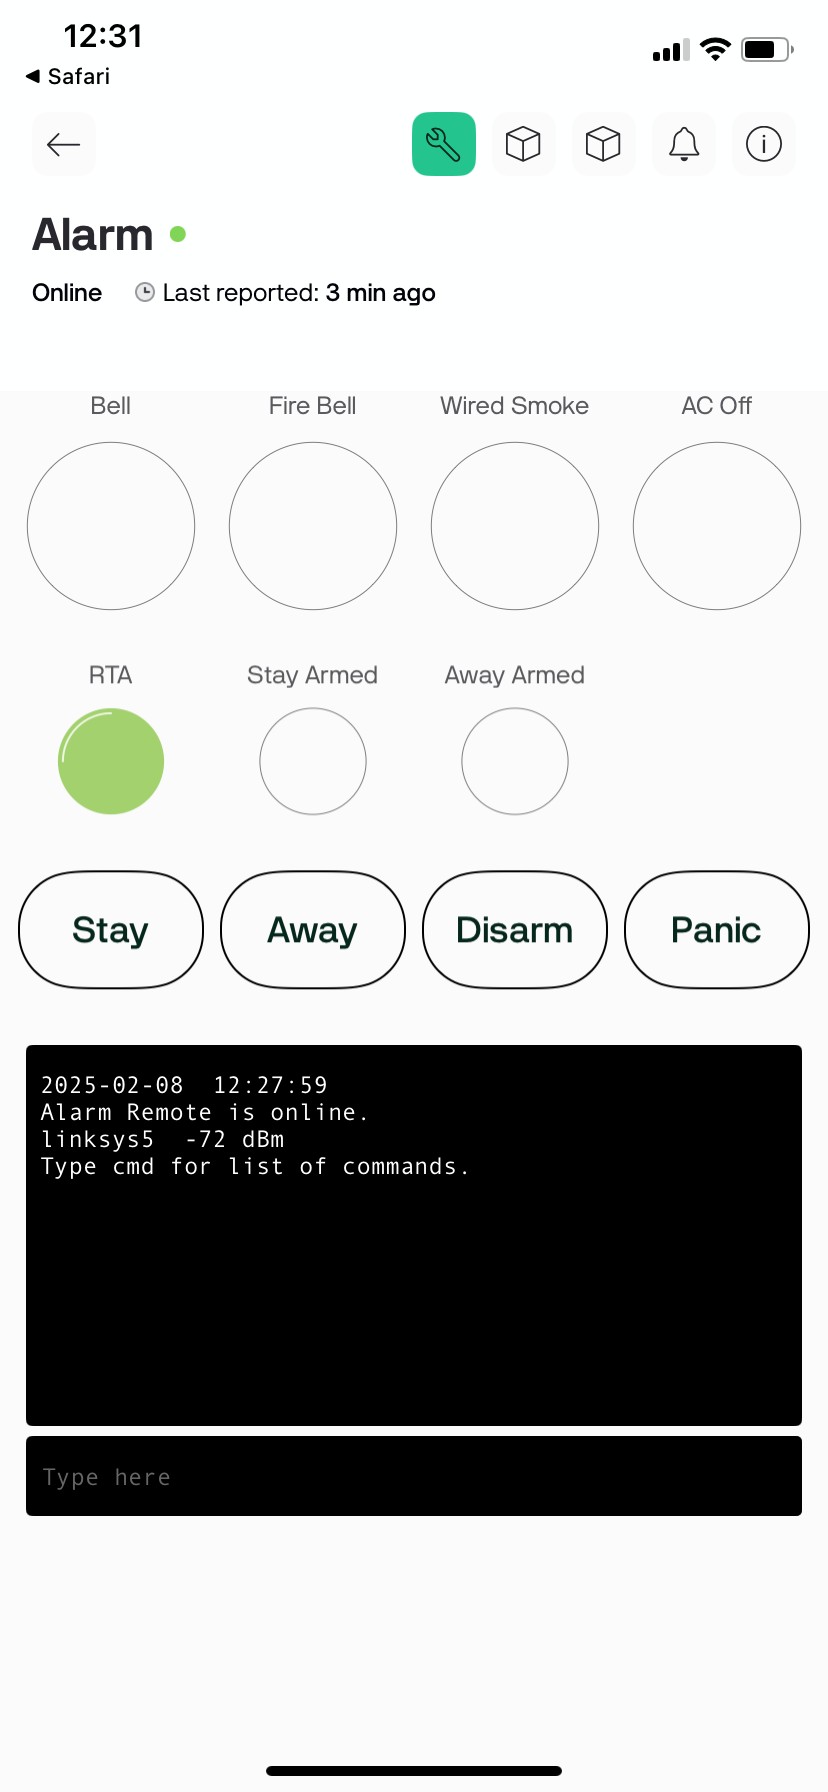 12:31
Safari
Alarm
Online Last reported: 3 min ago
Bell Fire Bell Wired Smoke AC Off
RTA Stay Armed Away Armed
Stay Away Disarm Panic
2025-02-08  12:27:59
Alarm Remote is online.
linksys5  -72 dBm
Type cmd for list of commands.
Type here